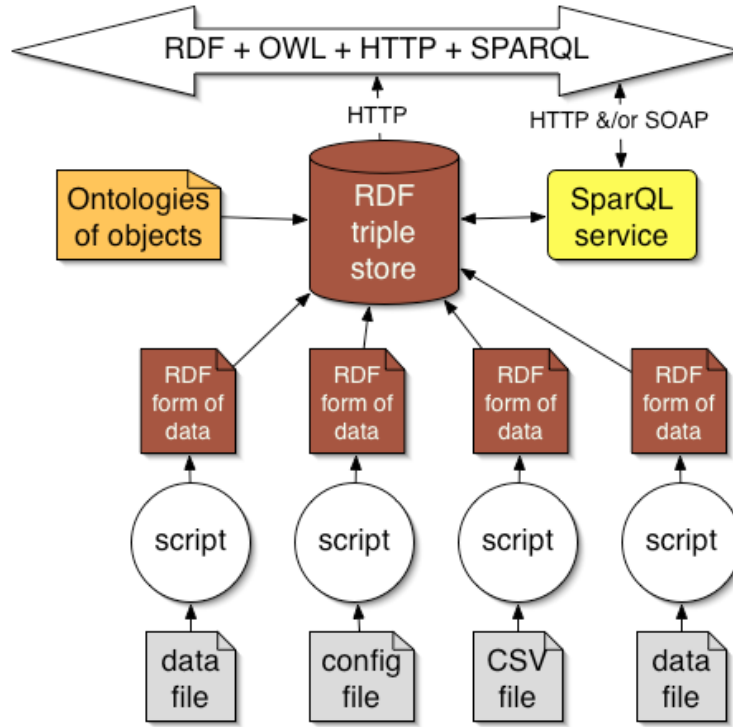 RDF + OWL + HTTP + SPARQL
HTTP
HTTP &/or SOAP
Ontologies
of objects
RDF
triple
store
SparQL
service
RDF
form of
data
RDF
form of
data
RDF
form of
data
RDF
form of
data
script
script
script
script
data
file
config
file
CSV
file
data
file